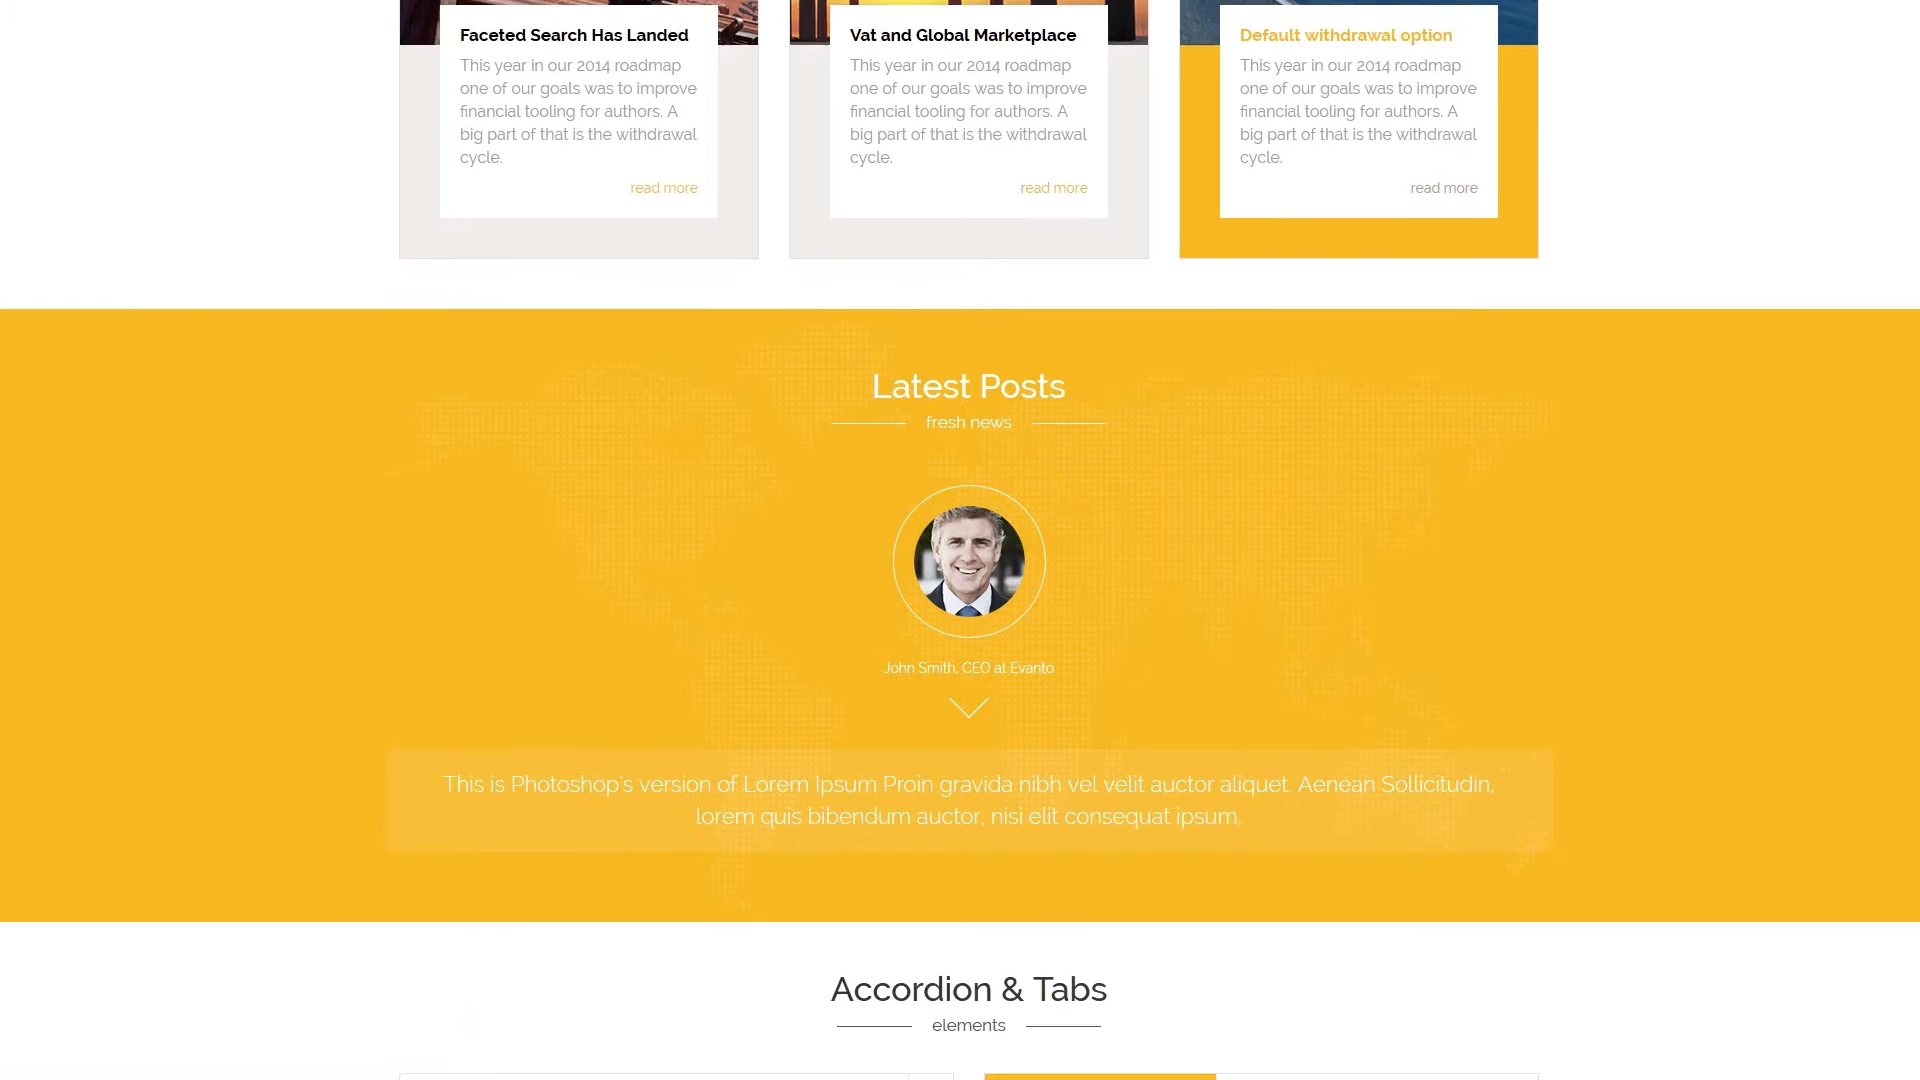 Faceted Search Has Landed
This year in our 2014 roadmap
one of our goals was to improve
financial tooling for authors. A
big part of that is the withdrawal
cycle.
read more
Vat and Global Marketplace
This year in our 2014 roadmap
one of our goals was to improve
financial tooling for authors. A
big part of that is the withdrawal
cycle.
read more
Default withdrawal option
This year in our 2014 roadmap
one of our goals was to improve
financial tooling for authors. A
big part of that is the withdrawal
cycle.
read more
Latest Posts
fresh news
John Smith, CEO at Evanto
This is Photoshop's version of Lorem Ipsum Proin gravida nibh vel velit auctor aliquet. Aenean Sollicitudin,
lorem quis bibendum auctor, nisi elit consequat ipsum,
Accordion & Tabs
elements